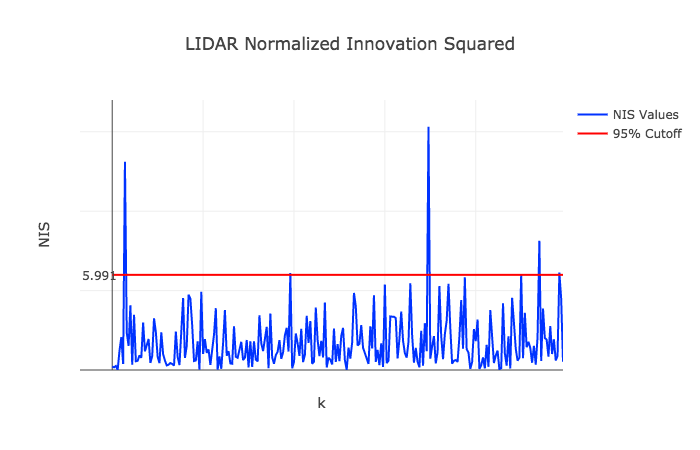 LIDAR Normalized Innovation Squared
NIS Values
95% Cutoff
NIS
5.991
k